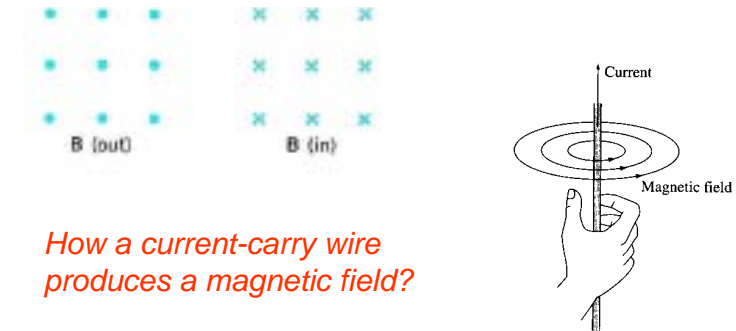 B (out)
B (in)
Current
Magnetic field
How a current-carry wire
produces a magnetic field?